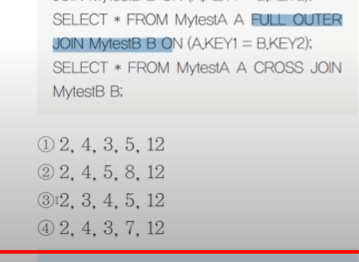 SELECT * FROM MytestA A FULL OUTER
JOIN MytestB B ON (A,KEY1 = B,KEY2);
SELECT * FROM MytestA A CROSS JOIN
MytestB B;
① 2, 4, 3, 5, 12
② 2, 4, 5, 8, 12
③ 2, 3, 4, 5, 12
④ 2, 4, 3, 7, 12